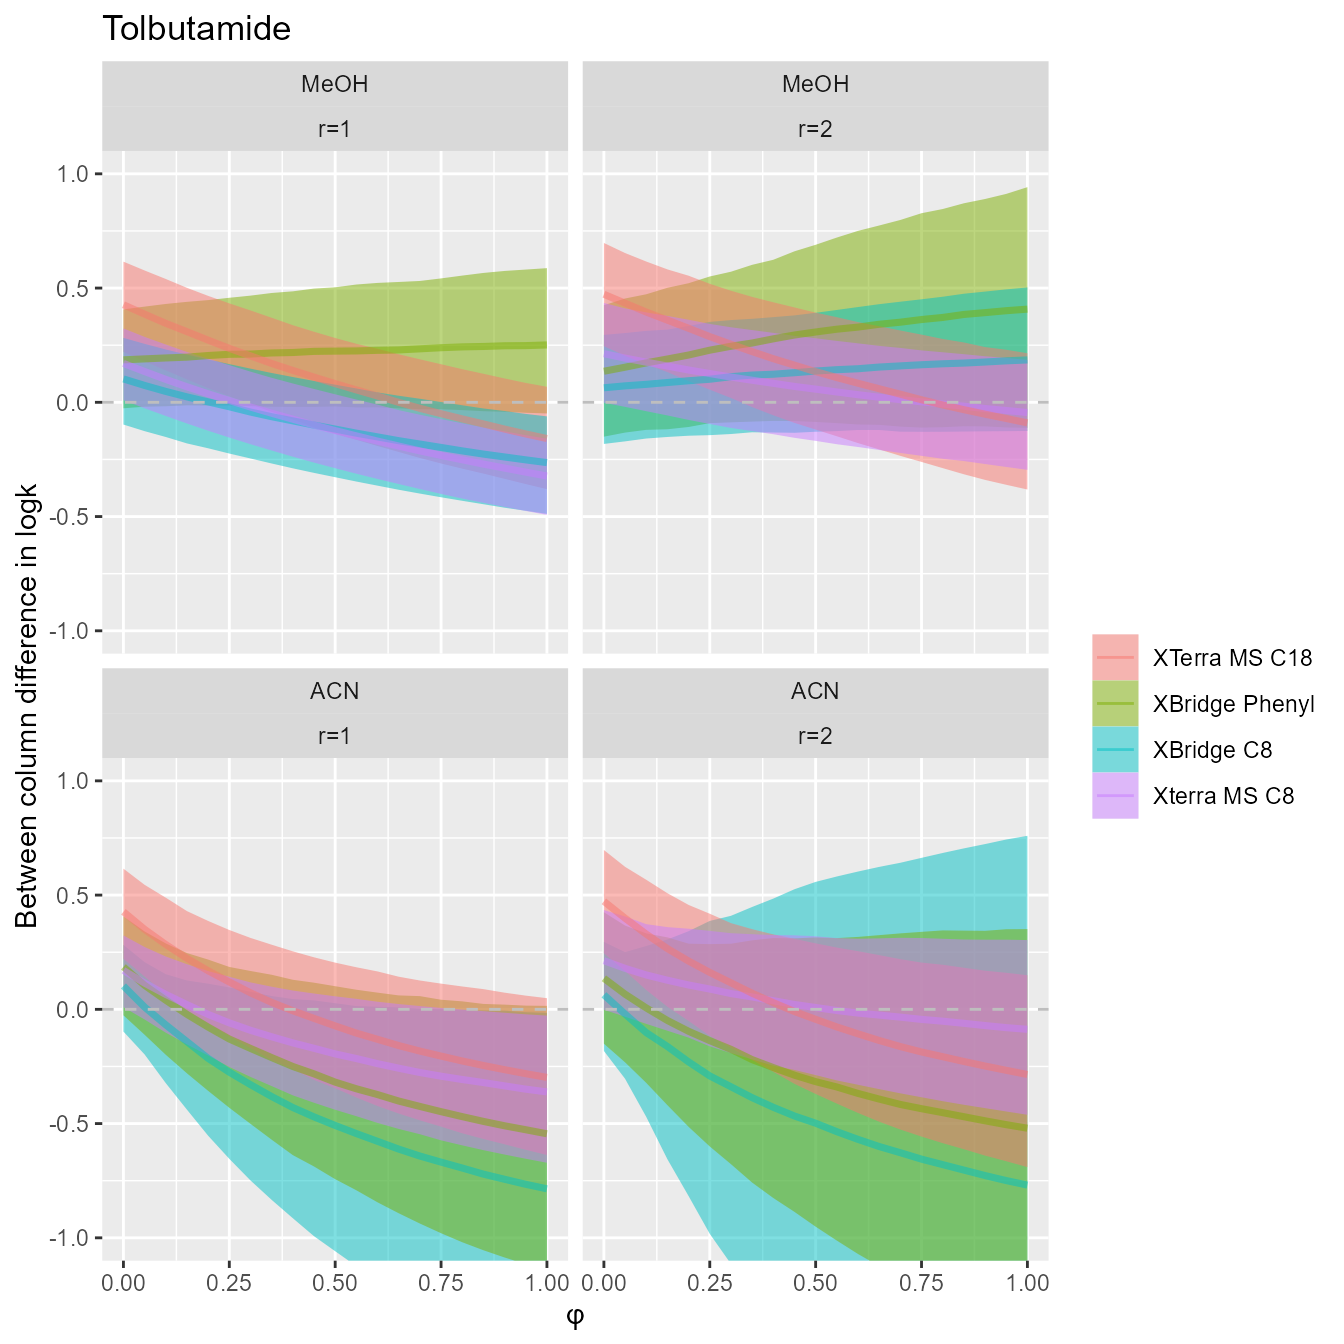 Tolbutamide
MeOH
r=1
MeOH
r=2
1.0
0.5
0.0
-0.5
-1.0
ACN
r=1
ACN
r=2
1.0
0.5
0.0
-0.5
-1.0
0.00 0.25 0.50 0.75 1.00
0.00 0.25 0.50 0.75 1.00
φ
Between column difference in logk
XTerra MS C18
XBridge Phenyl
XBridge C8
Xterra MS C8